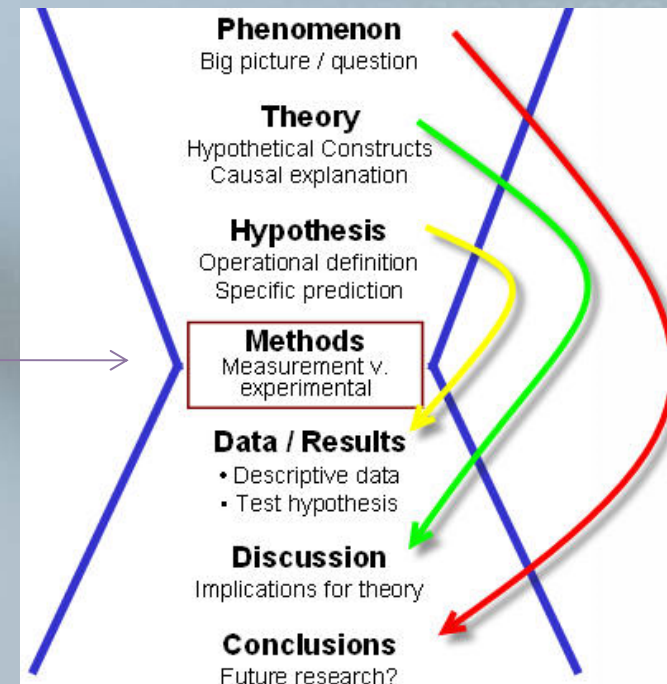 Phenomenon
Big picture / question
Theory
Hypothetical Constructs
Causal explanation
Hypothesis
Operational definition
Specific prediction
Methods
Measurement v.
experimental
Data / Results
• Descriptive data
• Test hypothesis
Discussion
Implications for theory
Conclusions
Future research?